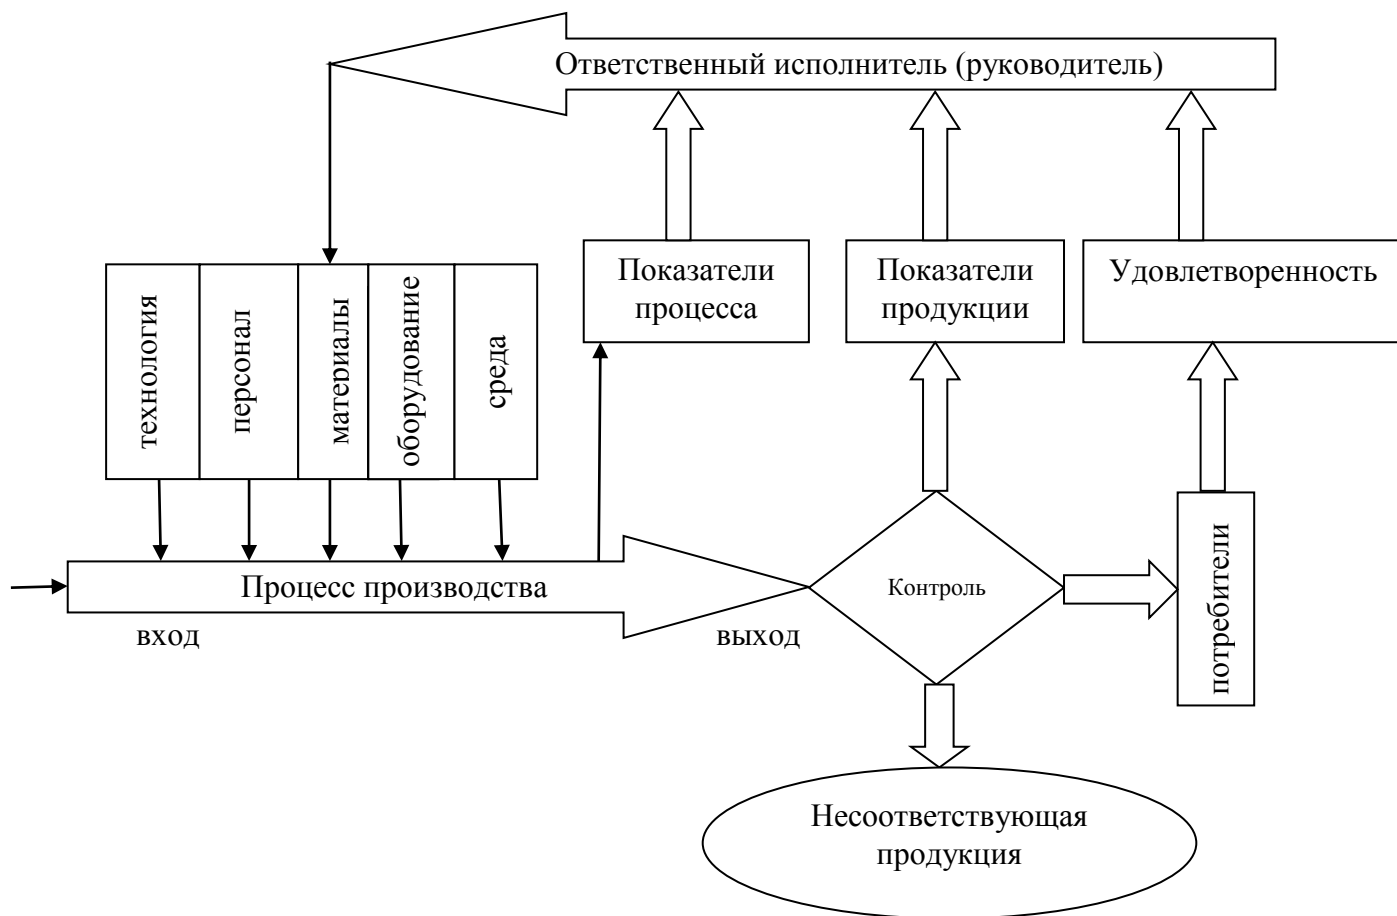 Ответственный исполнитель (руководитель)
Показатели
процесса
Показатели
продукции
Удовлетворенность
технология
персонал
материалы
оборудование
среда
Процесс производства
вход
выход
Контроль
потребители
Несоответствующая
продукция